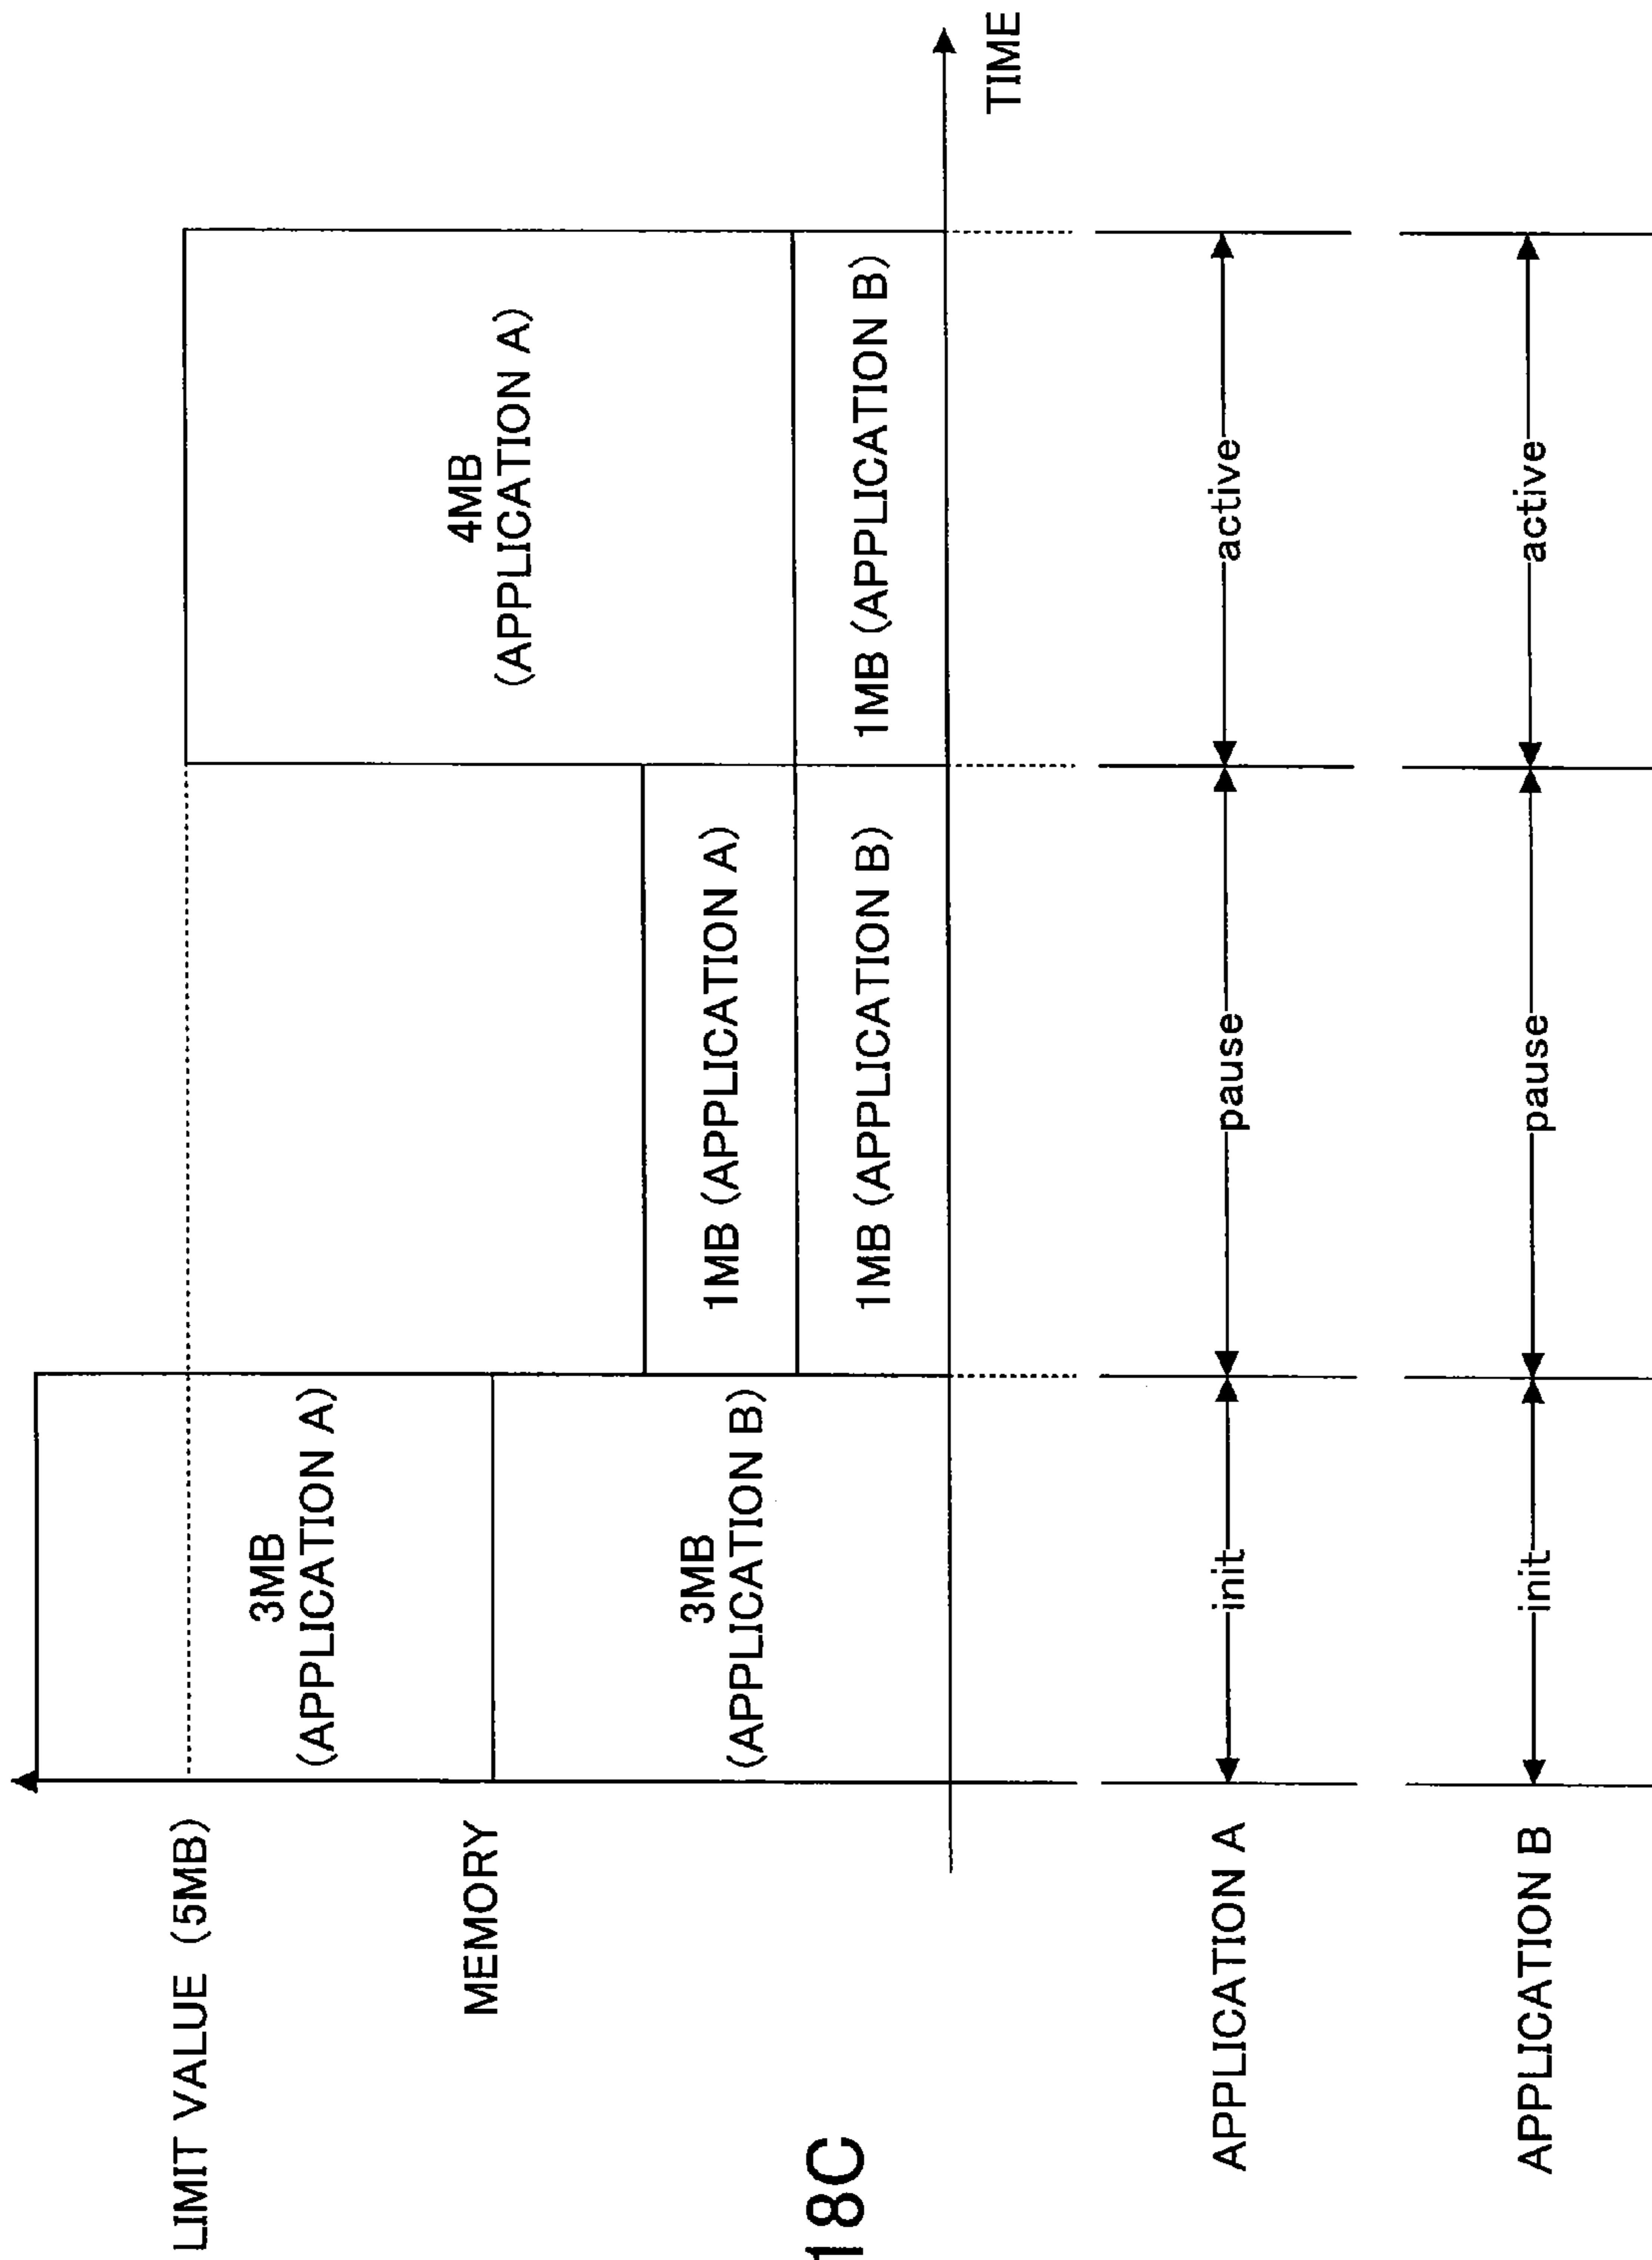 LIMIT VALUE (5MB)
MEMORY
3MB
(APPLICATION A)
3MB
(APPLICATION B)
1MB (APPLICATION A)
1MB (APPLICATION B)
4MB
(APPLICATION A)
1MB (APPLICATION B)
TIME
18C
APPLICATION A
init
pause
active
APPLICATION B
init
pause
active